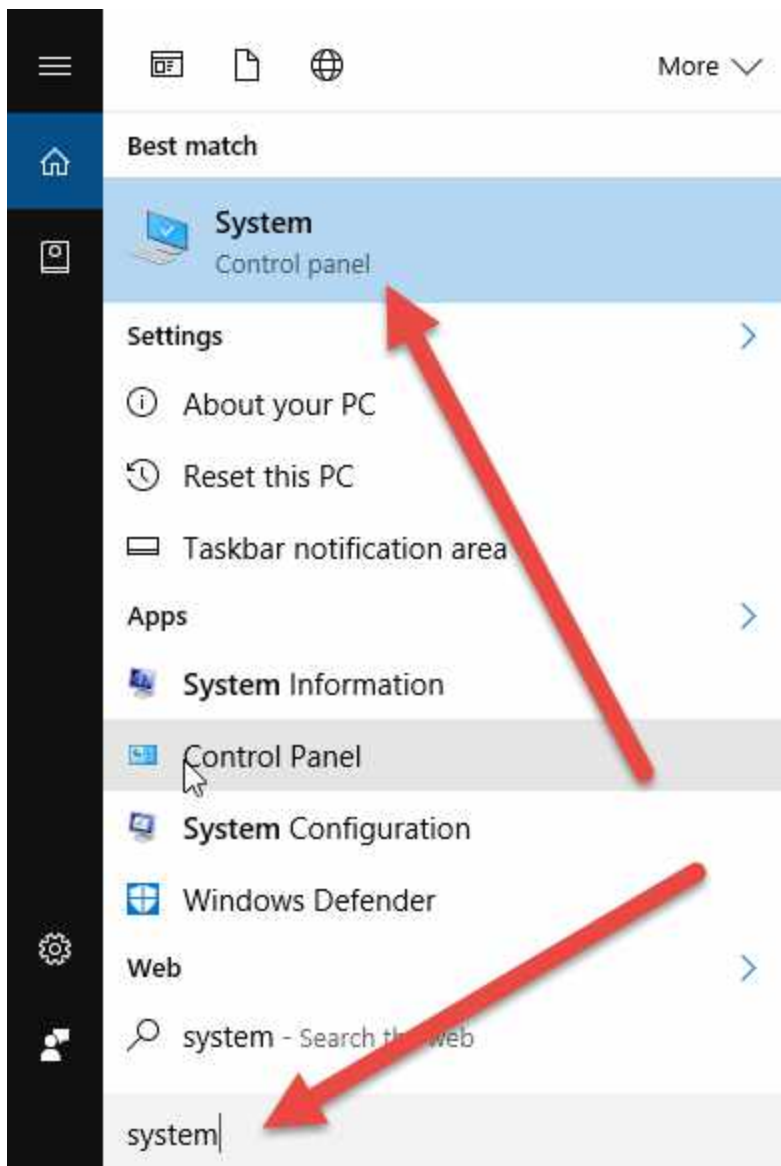 More
Best match
System
Control panel
Settings
About your PC
Reset this PC
Taskbar notification area
Apps
System Information
Control Panel
System Configuration
Windows Defender
Web
system - Search the web
system